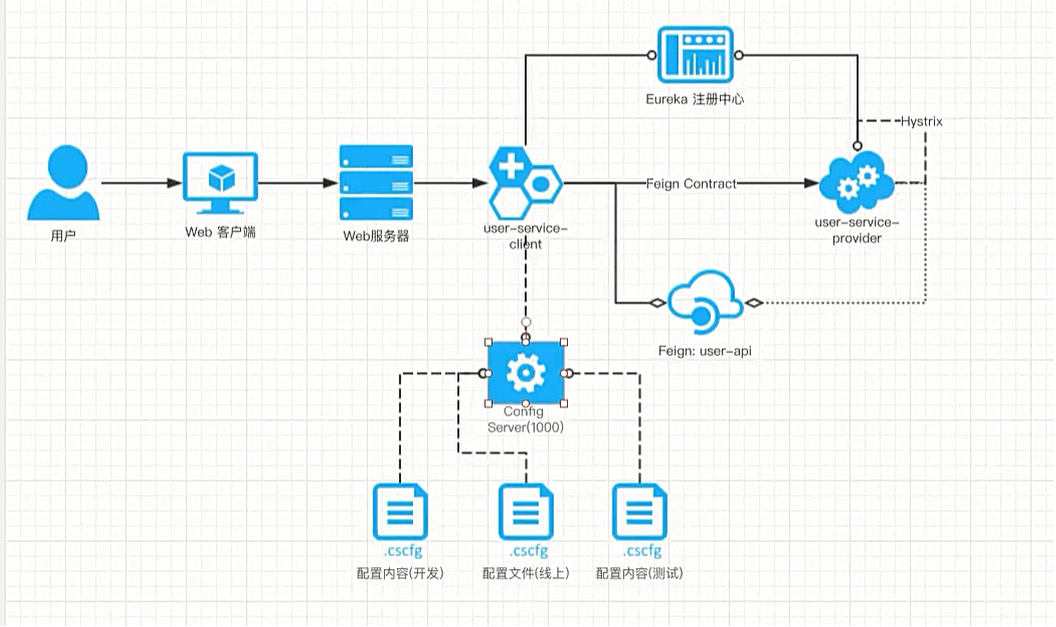 Eureka 注册中心
Hystrix
Feign Contract
用户
Web 客户端
Web服务器
user-service-
client
user-service-
provider
Feign: user-api
Config
Server(1000)
.cscfg
配置内容(开发)
.cscfg
配置文件(线上)
.cscfg
配置内容(测试)